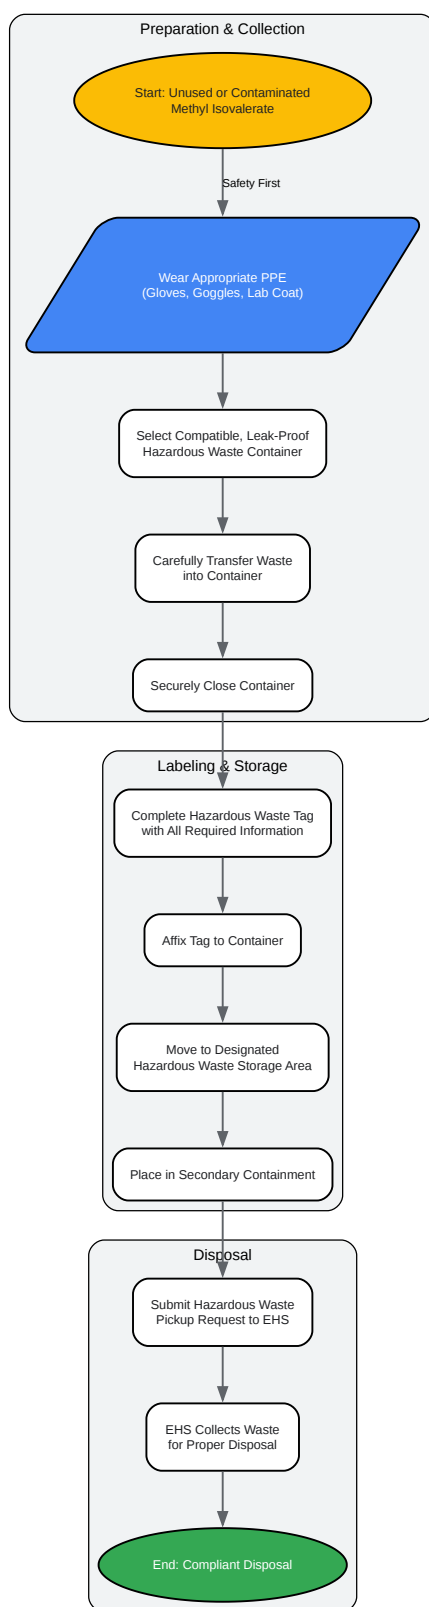 Preparation & Collection
Start: Unused or Contaminated
Methyl Isovalerate
Safety First
Wear Appropriate PPE
(Gloves, Goggles, Lab Coat)
Select Compatible, Leak-Proof
Hazardous Waste Container
Carefully Transfer Waste
into Container
Securely Close Container
Labeling & Storage
Complete Hazardous Waste Tag
with All Required Information
Affix Tag to Container
Move to Designated
Hazardous Waste Storage Area
Place in Secondary Containment
Disposal
Submit Hazardous Waste
Pickup Request to EHS
EHS Collects Waste
for Proper Disposal
End: Compliant Disposal